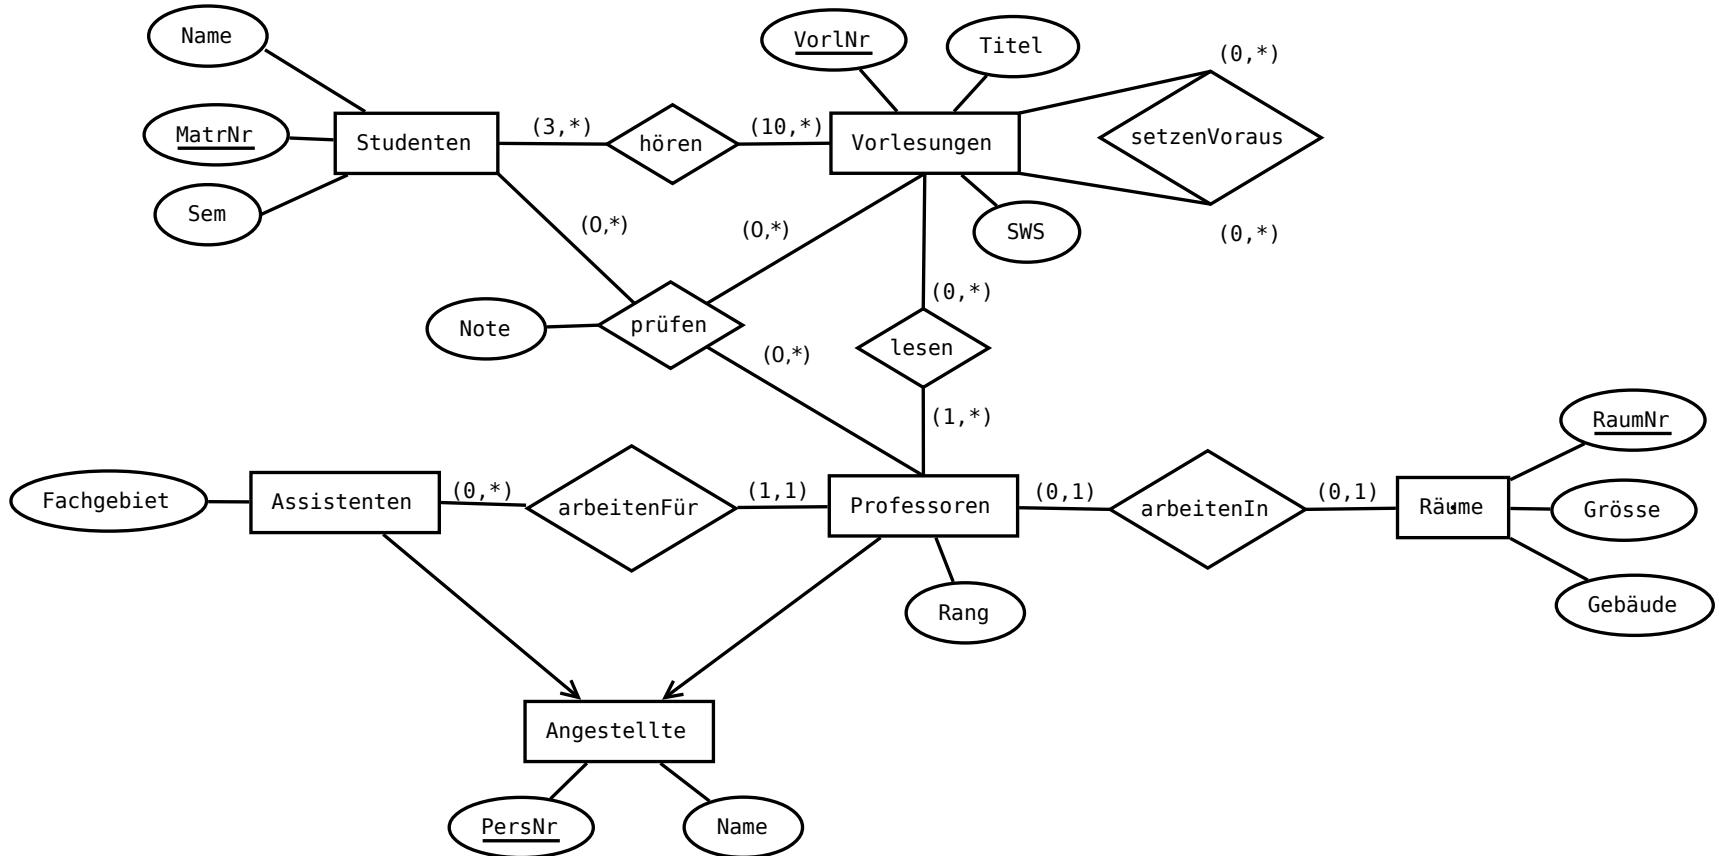 Name
VorlNr
Titel
(0,*)
MatrNr
Studenten
(3,*)
hören
(10,*)
Vorlesungen
setzenVoraus
Sem
(0,*)
(0,*)
SWS
(0,*)
(0,*)
Note
prüfen
(0,*)
lesen
(1,*)
RaumNr
Fachgebiet
Assistenten
(0,*)
arbeitenFür
(1,1)
Professoren
(0,1)
arbeitenIn
(0,1)
Räume
Grösse
Rang
Gebäude
Angestellte
PersNr
Name